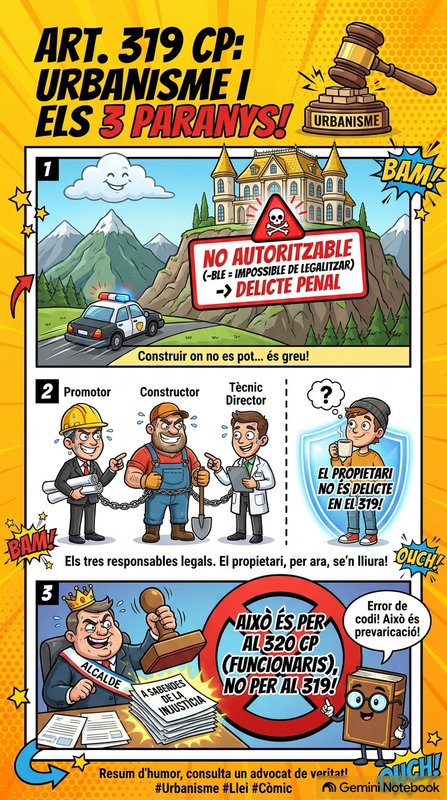 ART. 319 CP:
URBANISME I
ELS 3 PARANYS!
URBANISME
BAM!
1
NO AUTORITZABLE
(-BLE = IMPOSSIBLE DE LEGALITZAR)
→ DELICTE PENAL
Construir on no es pot... és greu!
2
Promotor
Constructor
Tècnic
Director
?
EL PROPIETARI
NO ÉS DELICTE
EN EL 319!
BAM!
Els tres responsables legals. El propietari, per ara, se'n lliura!
OUCH!
3
ALCALDE
A SABENDES
DE LA
INJUSTÍCIA
AIXÒ ÉS PER
AL 320 CP
(FUNCIONARIS),
NO PER AL 319!
Error de
codi! Això és
prevaricació!
OUCH!
Resum d'humor, consulta un advocat de veritat!
#Urbanisme #Llei #Còmic
Gemini Notebook